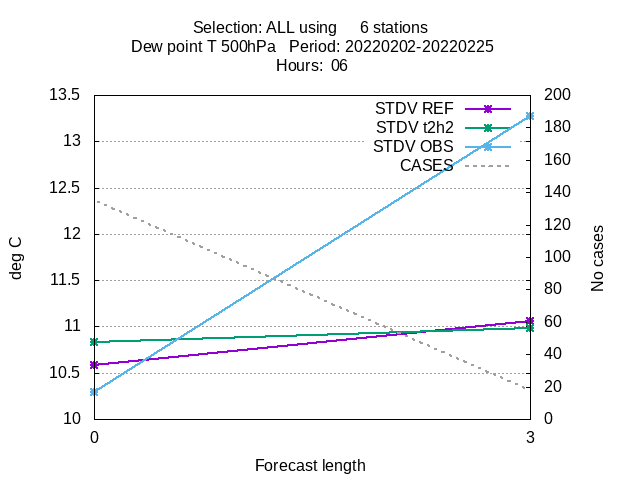 Selection: ALL using 6 stations
Dew point T 500hPa Period: 20220202-20220225
Hours: 06
STDV REF
STDV t2h2
STDV OBS
CASES
13.5
13
12.5
12
11.5
11
10.5
10
200
180
160
140
120
100
80
60
40
20
0
deg C
No cases
0
3
Forecast length